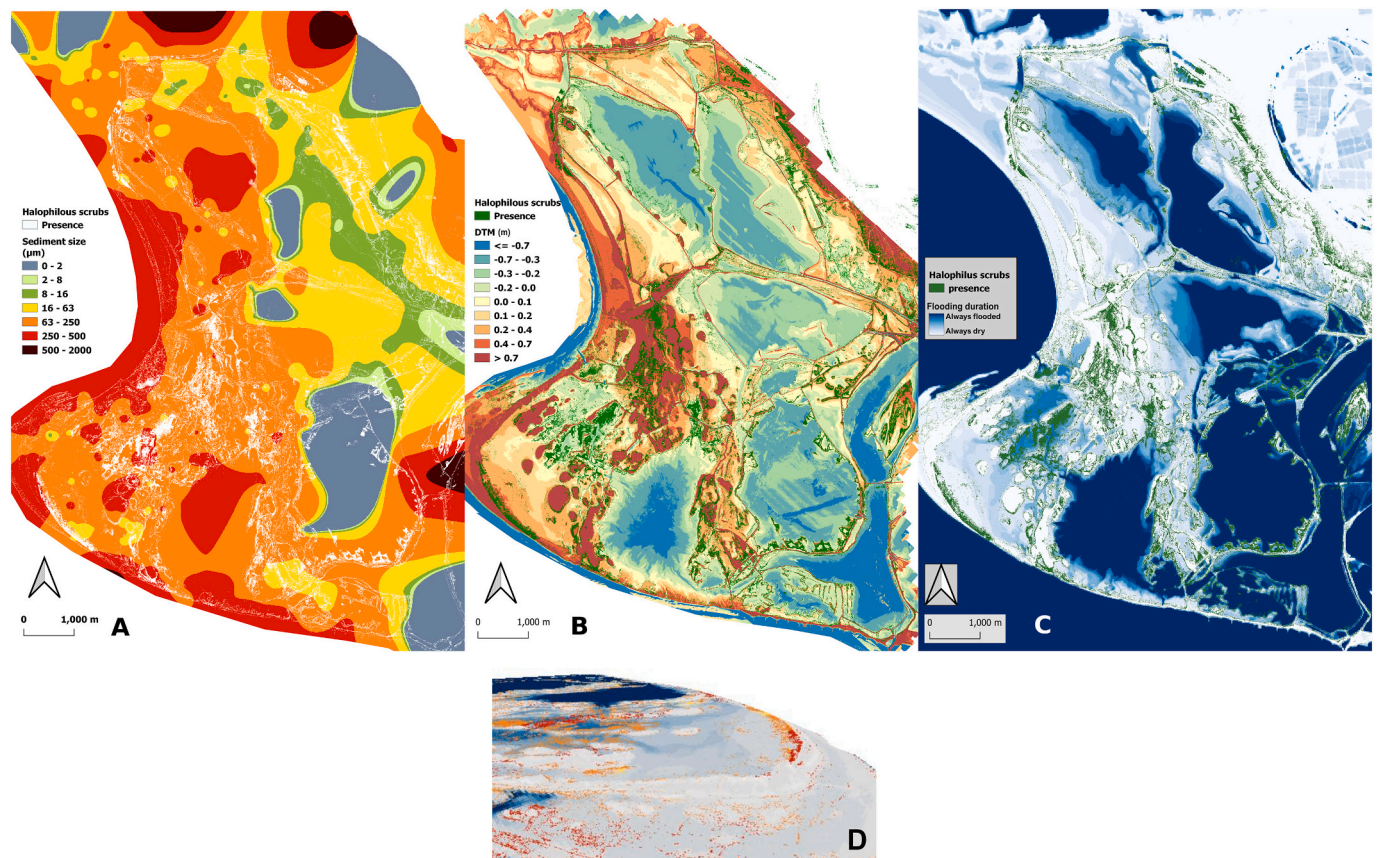 Halophilous scrubs
Presence
Sediment size
(µm)
0 - 2
2 - 8
8 - 16
16 - 63
63 - 250
250 - 500
500 - 2000
0 1,000 m
A
Halophilous scrubs
Presence
DTM (m)
<= -0.7
-0.7 - -0.3
-0.3 - -0.2
-0.2 - 0.0
0.0 - 0.1
0.1 - 0.2
0.2 - 0.4
0.4 - 0.7
> 0.7
0 1,000 m
B
Halophilus scrubs
presence
Flooding duration
Always flooded
Always dry
0 1,000 m
C
D